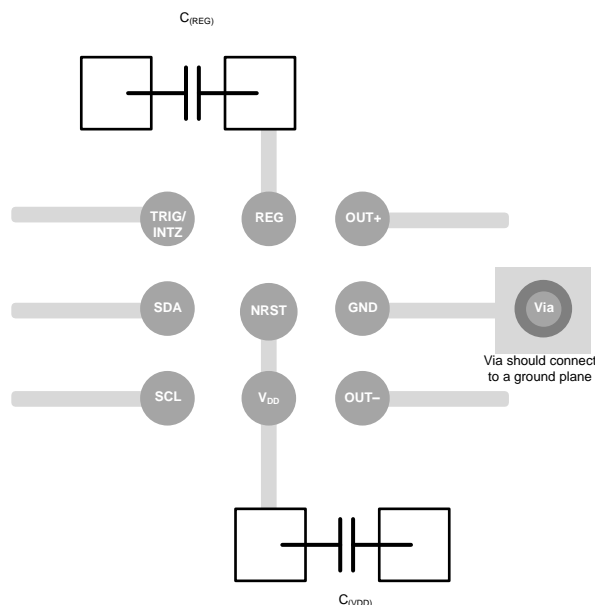 C(REG)
TRIG/
INTZ
REG
OUT+
SDA
NRST
GND
Via
Via should connect
to a ground plane
SCL
VDD
OUT–
C(VDD)